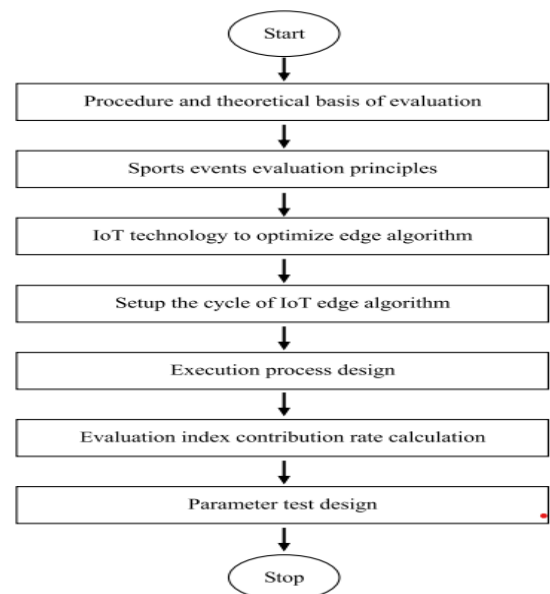 Start
Procedure and theoretical basis of evaluation
Sports events evaluation principles
IoT technology to optimize edge algorithm
Setup the cycle of IoT edge algorithm
Execution process design
Evaluation index contribution rate calculation
Parameter test design
Stop